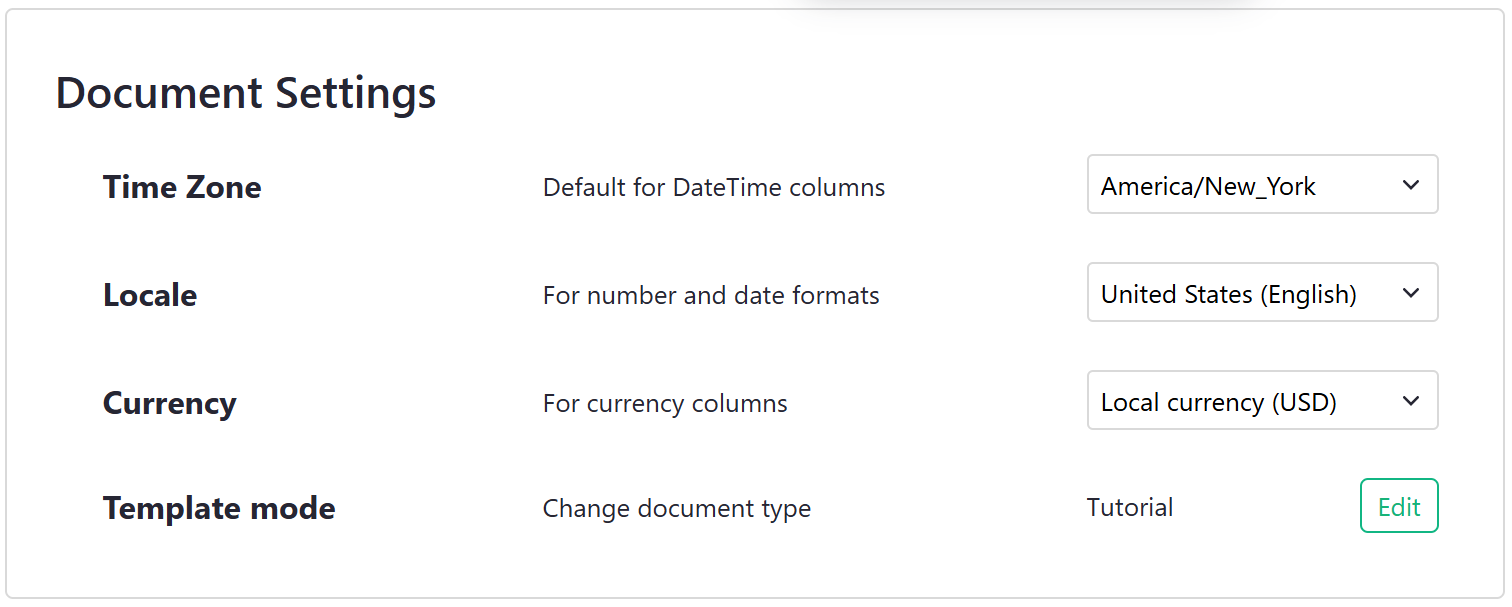 Document Settings
Time Zone Default for DateTime columns America/New_York
Locale For number and date formats United States (English)
Currency For currency columns Local currency (USD)
Template mode Change document type Tutorial Edit